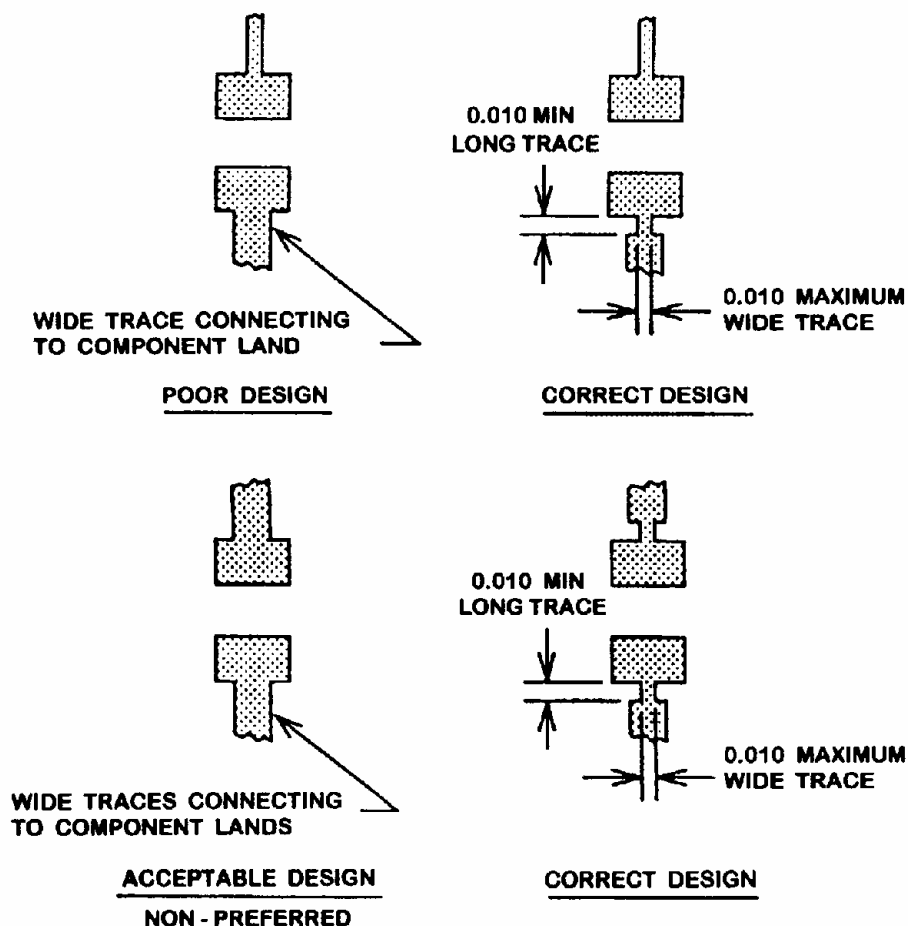 0.010 MIN
LONG TRACE
0.010 MAXIMUM
WIDE TRACE
WIDE TRACE CONNECTING
TO COMPONENT LAND
POOR DESIGN
CORRECT DESIGN
0.010 MIN
LONG TRACE
0.010 MAXIMUM
WIDE TRACE
WIDE TRACES CONNECTING
TO COMPONENT LANDS
ACCEPTABLE DESIGN
NON - PREFERRED
CORRECT DESIGN